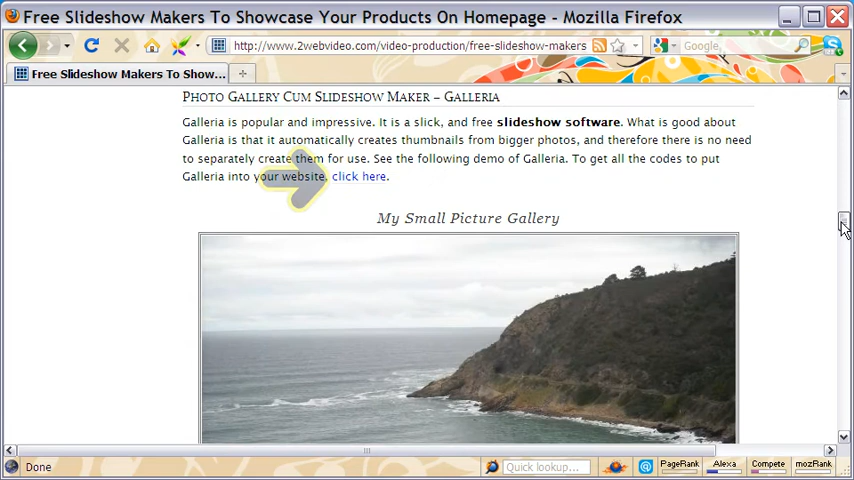 Free Slideshow Makers To Showcase Your Products On Homepage - Mozilla Firefox
http://www.2webvideo.com/video-production/free-slideshow-makers
Google
Free Slideshow Makers To Show...
Photo Gallery Cum Slideshow Maker – Galleria
Galleria is popular and impressive. It is a slick, and free slideshow software. What is good about
Galleria is that it automatically creates thumbnails from bigger photos, and therefore there is no need
to separately create them for use. See the following demo of Galleria. To get all the codes to put
Galleria into your website, click here.
My Small Picture Gallery
Done
Quick lookup...
PageRank
Alexa
Compete
mozRank